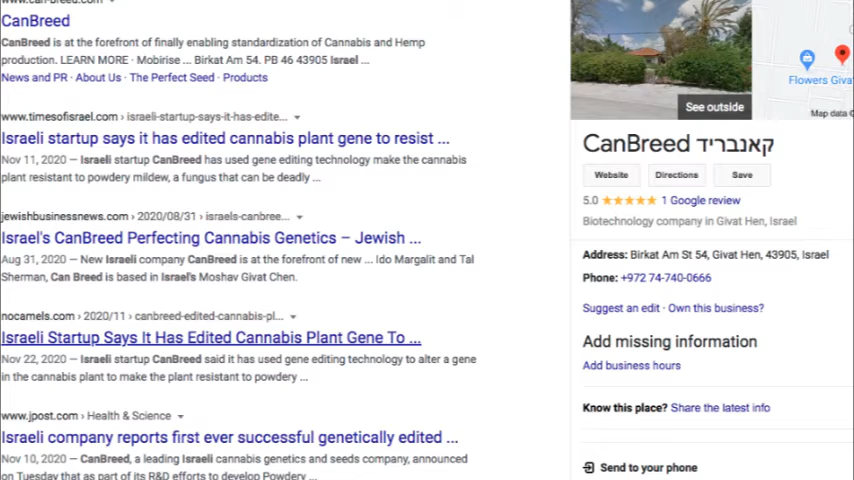 www.can-breed.com
CanBreed
CanBreed is at the forefront of finally enabling standardization of Cannabis and Hemp
production. LEARN MORE · Mobirise ... Birkat Am 54. PB 46 43905 Israel ...
News and PR · About Us · The Perfect Seed · Products
www.timesofisrael.com › israeli-startup-says-it-has-edite...
Israeli startup says it has edited cannabis plant gene to resist ...
Nov 11, 2020 — Israeli startup CanBreed has used gene editing technology make the cannabis
plant resistant to powdery mildew, a fungus that can be deadly ...
jewishbusinessnews.com › 2020/08/31 › israels-canbree...
Israel's CanBreed Perfecting Cannabis Genetics – Jewish ...
Aug 31, 2020 — New Israeli company CanBreed is at the forefront of new ... Ido Margalit and Tal
Sherman, Can Breed is based in Israel's Moshav Givat Chen.
nocamels.com › 2020/11 › canbreed-edited-cannabis-pl...
Israeli Startup Says It Has Edited Cannabis Plant Gene To ...
Nov 22, 2020 — Israeli startup CanBreed said it has used gene editing technology to alter a gene
in the cannabis plant to make the plant resistant to powdery ...
www.jpost.com › Health & Science
Israeli company reports first ever successful genetically edited ...
Nov 10, 2020 — CanBreed, a leading Israeli cannabis genetics and seeds company, announced
on Tuesday that as part of its R&D efforts to develop Powdery ...
See outside
Flowers Giva
Map data
CanBreed קאנבריד
Website
Directions
Save
5.0 ★★★★★ 1 Google review
Biotechnology company in Givat Hen, Israel
Address: Birkat Am St 54, Givat Hen, 43905, Israel
Phone: +972 74-740-0666
Suggest an edit · Own this business?
Add missing information
Add business hours
Know this place? Share the latest info
Send to your phone